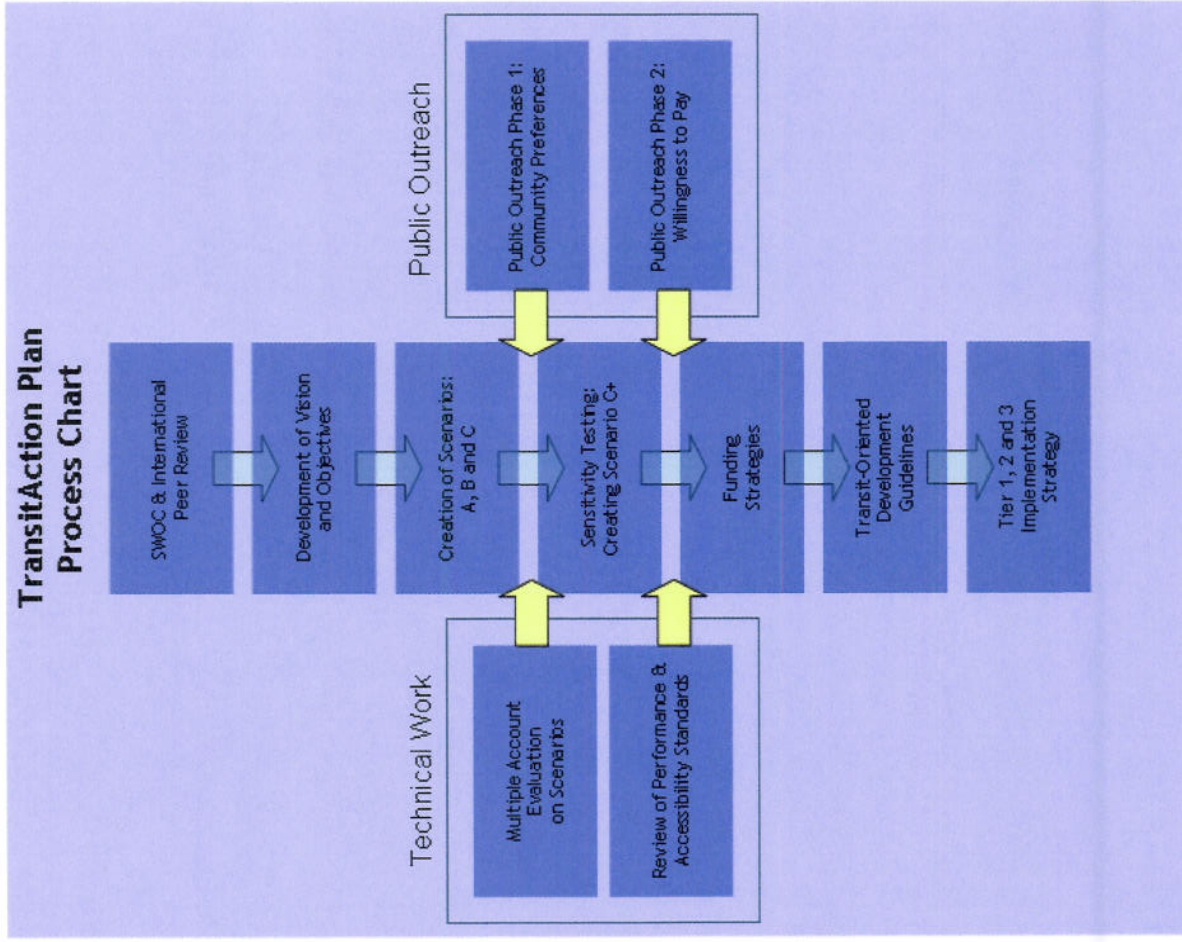 TransitAction Plan
Process Chart
SWOC & International
Peer Review
Development of Vision
and Objectives
Creation of Scenarios:
A, B and C
Sensitivity Testing:
Creating Scenario C+
Funding
Strategies
Transit-Oriented
Development
Guidelines
Tier 1, 2 and 3
Implementation
Strategy
Technical Work
Multiple Account
Evaluation
on Scenarios
Review of Performance &
Accessibility Standards
Public Outreach
Public Outreach Phase 1:
Community Preferences
Public Outreach Phase 2:
Willingness to Pay